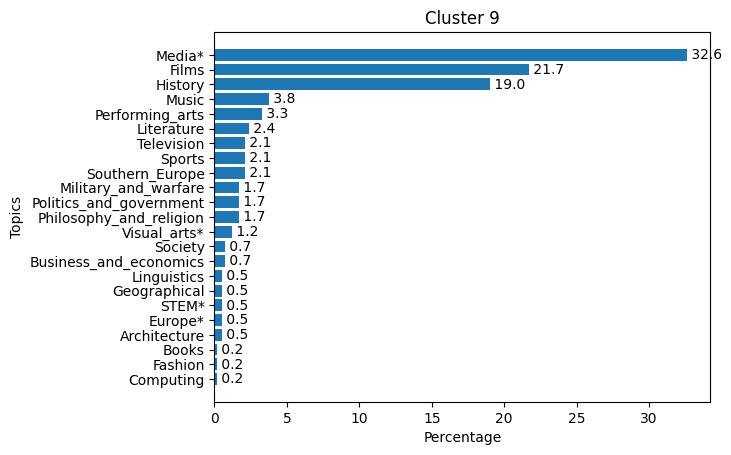 Cluster 9
Media* 32.6
Films 21.7
History 19.0
Music 3.8
Performing_arts 3.3
Literature 2.4
Television 2.1
Sports 2.1
Southern_Europe 2.1
Military_and_warfare 1.7
Politics_and_government 1.7
Philosophy_and_religion 1.7
Visual_arts* 1.2
Society 0.7
Business_and_economics 0.7
Linguistics 0.5
Geographical 0.5
STEM* 0.5
Europe* 0.5
Architecture 0.5
Books 0.2
Fashion 0.2
Computing 0.2
Topics
0 5 10 15 20 25 30
Percentage